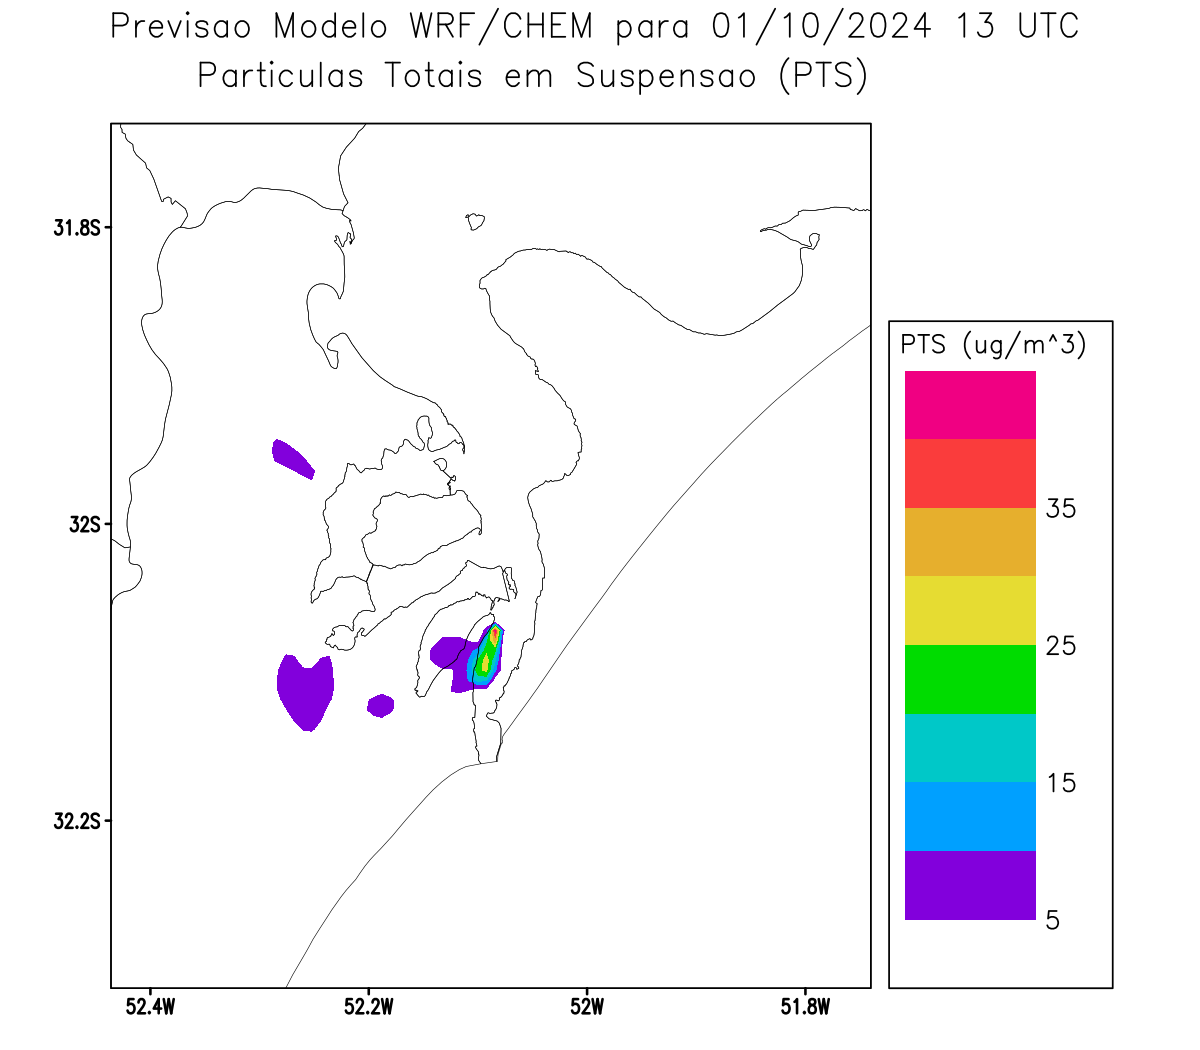 Previsao Modelo WRF/CHEM para 01/10/2024 13 UTC
Particulas Totais em Suspensao (PTS)
31.8S
32S
32.2S
52.4W
52.2W
52W
51.8W
PTS (ug/m^3)
35
25
15
5